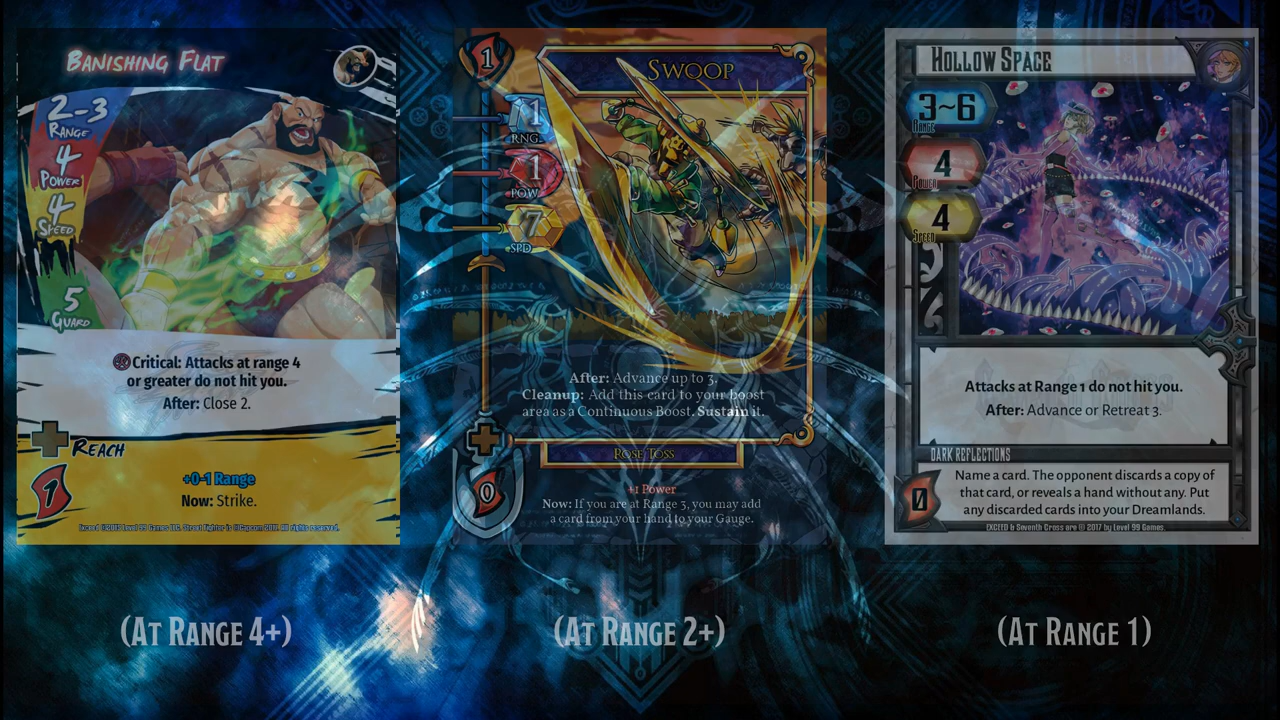 BANISHING FLAT
2-3
RANGE
4
POWER
4
SPEED
5
GUARD
Critical: Attacks at range 4
or greater do not hit you.
After: Close 2.
REACH
1
+0-1 Range
Now: Strike.
1
SWOOP
1
RNG
1
POW
7
SPD
After: Advance up to 3.
Cleanup: Add this card to your boost
area as a Continuous Boost. Sustain it.
ROSE TOSS
0
+1 Power
Now: If you are at Range 3, you may add
a card from your hand to your Gauge.
HOLLOW SPACE
3~6
RANGE
4
POWER
4
SPEED
Attacks at Range 1 do not hit you.
After: Advance or Retreat 3.
DARK REFLECTIONS
0
Name a card. The opponent discards a copy of
that card, or reveals a hand without any. Put
any discarded cards into your Dreamlands.
EXCEED & Seventh Cross are © 2017 by Level 99 Games.
(AT RANGE 4+)
(AT RANGE 2+)
(AT RANGE 1)